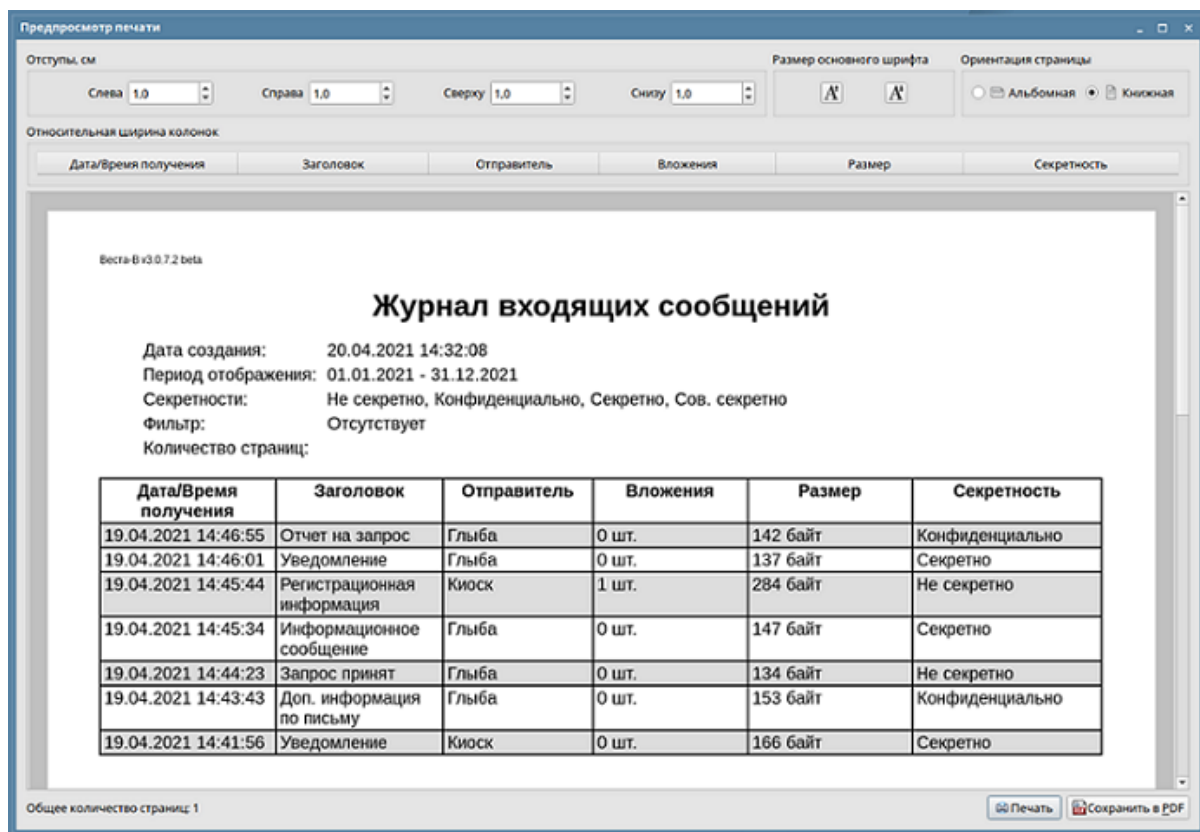 Предпросмотр печати
Отступы, см Размер основного шрифта Ориентация страницы
Слева 1,0 Справа 1,0 Сверху 1,0 Снизу 1,0 A A Альбомная Книжная
Относительная ширина колонок
Дата/Время получения Заголовок Отправитель Вложения Размер Секретность
Веста-В v3.0.7.2 beta
Журнал входящих сообщений
Дата создания: 20.04.2021 14:32:08
Период отображения: 01.01.2021 - 31.12.2021
Секретности: Не секретно, Конфиденциально, Секретно, Сов. секретно
Фильтр: Отсутствует
Количество страниц:
Дата/Время Заголовок Отправитель Вложения Размер Секретность
получения
19.04.2021 14:46:55 Отчет на запрос Глыба 0 шт. 142 байт Конфиденциально
19.04.2021 14:46:01 Уведомление Глыба 0 шт. 137 байт Секретно
19.04.2021 14:45:44 Регистрационная Киоск 1 шт. 284 байт Не секретно
информация
19.04.2021 14:45:34 Информационное Глыба 0 шт. 147 байт Секретно
сообщение
19.04.2021 14:44:23 Запрос принят Глыба 0 шт. 134 байт Не секретно
19.04.2021 14:43:43 Доп. информация Глыба 0 шт. 153 байт Конфиденциально
по письму
19.04.2021 14:41:56 Уведомление Киоск 0 шт. 166 байт Секретно
Общее количество страниц: 1 Печать Сохранить в PDF